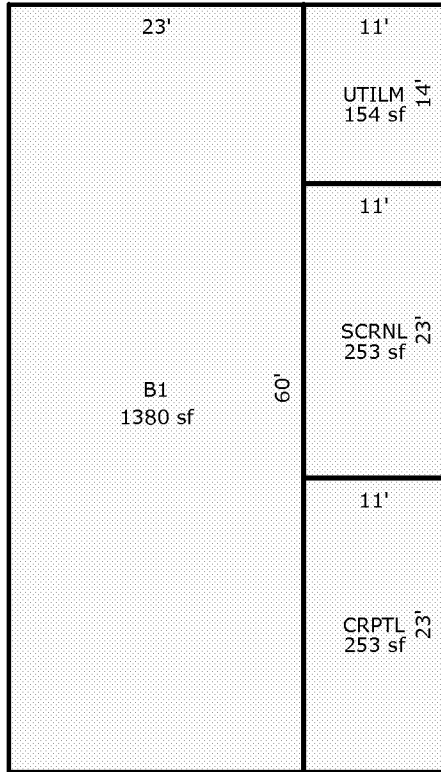 23'
11'
UTILM
154 sf
14'
11'
SCRNL
253 sf
23'
B1
1380 sf
60'
11'
CRPTL
253 sf
23'